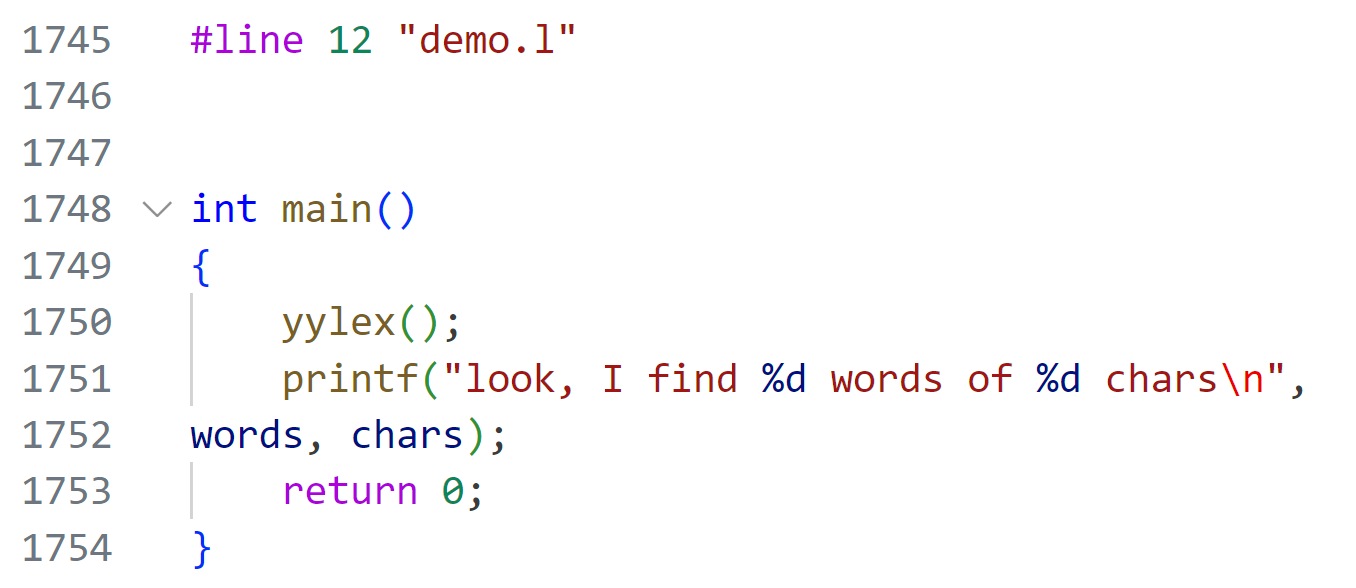 1745 #line 12 "demo.l"
1746
1747
1748 int main()
1749 {
1750     yylex();
1751     printf("look, I find %d words of %d chars\n",
1752 words, chars);
1753     return 0;
1754 }